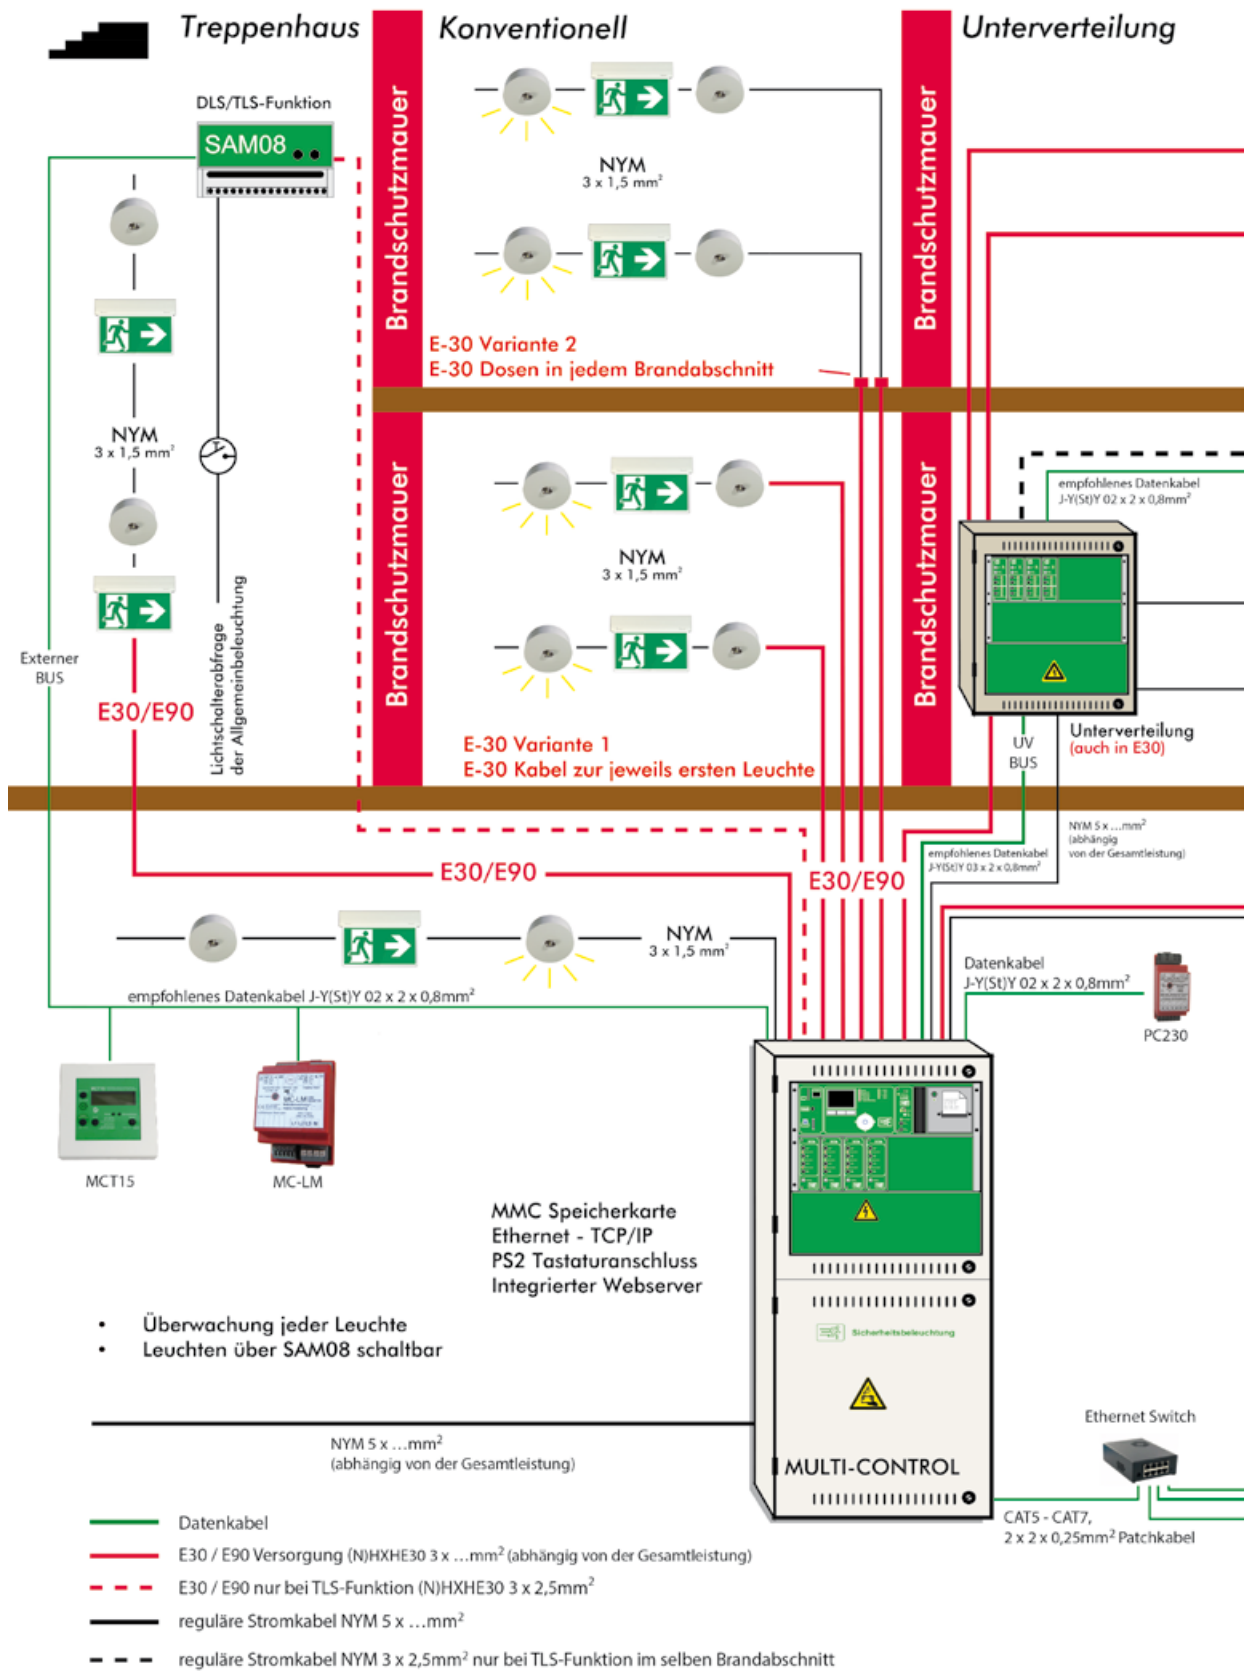 Treppenhaus
Konventionell
Unterverteilung
DLS/TLS-Funktion
SAM08
NYM
3 x 1,5 mm²
Brandschutzmauer
Brandschutzmauer
E-30 Variante 2
E-30 Dosen in jedem Brandabschnitt
NYM
3 x 1,5 mm²
Brandschutzmauer
Brandschutzmauer
empfohlenes Datenkabel
J-Y(St)Y 02 x 2 x 0,8mm²
NYM
3 x 1,5 mm²
Externer
BUS
E30/E90
Lichtschalterabfrage
der Allgemeinbeleuchtung
E-30 Variante 1
E-30 Kabel zur jeweils ersten Leuchte
UV
BUS
Unterverteilung
(auch in E30)
NYM 5 x ...mm²
(abhängig
von der Gesamtleistung)
empfohlenes Datenkabel
J-Y(St)Y 03 x 2 x 0,8mm²
E30/E90
E30/E90
NYM
3 x 1,5 mm²
empfohlenes Datenkabel J-Y(St)Y 02 x 2 x 0,8mm²
Datenkabel
J-Y(St)Y 02 x 2 x 0,8mm²
PC230
MCT15
MC-LM
MMC Speicherkarte
Ethernet - TCP/IP
PS2 Tastaturanschluss
Integrierter Webserver
• Überwachung jeder Leuchte
• Leuchten über SAM08 schaltbar
Sicherheitsbeleuchtung
MULTI-CONTROL
NYM 5 x ...mm²
(abhängig von der Gesamtleistung)
Ethernet Switch
CAT5 - CAT7,
2 x 2 x 0,25mm² Patchkabel
Datenkabel
E30 / E90 Versorgung (N)HXHE30 3 x ...mm² (abhängig von der Gesamtleistung)
E30 / E90 nur bei TLS-Funktion (N)HXHE30 3 x 2,5mm²
reguläre Stromkabel NYM 5 x ...mm²
reguläre Stromkabel NYM 3 x 2,5mm² nur bei TLS-Funktion im selben Brandabschnitt